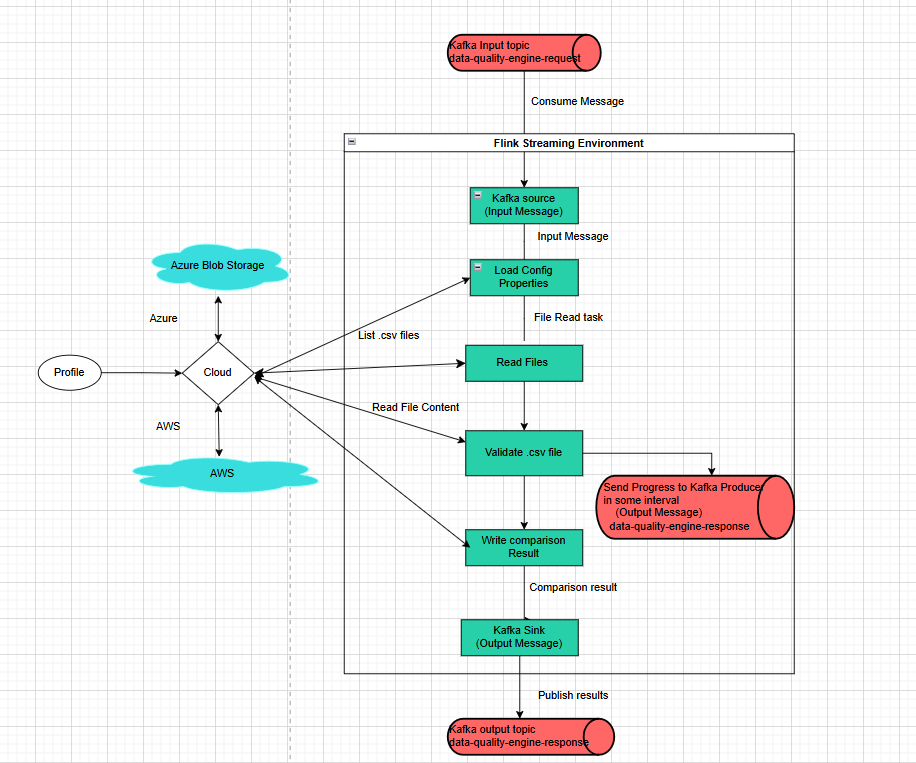 Kafka Input topic
data-quality-engine-request
Consume Message
Flink Streaming Environment
Kafka source
(Input Message)
Input Message
Load Config
Properties
File Read task
Azure Blob Storage
Azure
List .csv files
Profile
Cloud
Read Files
Read File Content
AWS
AWS
Validate .csv file
Send Progress to Kafka Producer
in some interval
(Output Message)
data-quality-engine-response
Write comparison
Result
Comparison result
Kafka Sink
(Output Message)
Publish results
Kafka output topic
data-quality-engine-response